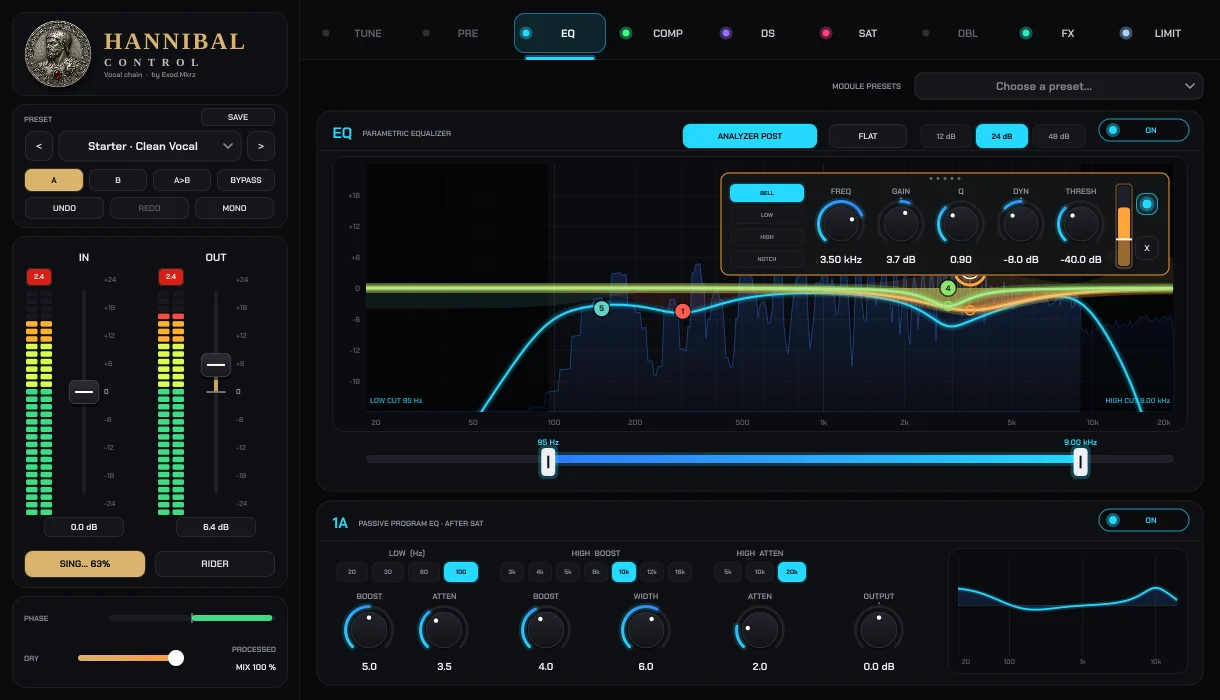 HANNIBAL
CONTROL
Vocal chain · by Exod.Mkrz
TUNE PRE EQ COMP DS SAT DBL FX LIMIT
MODULE PRESETS Choose a preset...
PRESET SAVE
< Starter · Clean Vocal >
A B A>B BYPASS
UNDO REDO MONO
IN OUT
2.4 2.4
+24 +24
+18 +18
+12 +12
+6 +6
0 0
-6 -6
-12 -12
-18 -18
-24 -24
0.0 dB 6.4 dB
SING... 63% RIDER
PHASE
DRY PROCESSED
MIX 100 %
EQ PARAMETRIC EQUALIZER ANALYZER POST FLAT 12 dB 24 dB 48 dB ON
BELL
LOW
HIGH
NOTCH
FREQ GAIN Q DYN THRESH
3.50 kHz 3.7 dB 0.90 -8.0 dB -40.0 dB
X
+18
+12
+6
0
-6
-12
-18
5 1 4
LOW CUT 95 Hz HIGH CUT 9.00 kHz
20 50 100 200 500 1k 2k 5k 10k 20k
95 Hz 9.00 kHz
1A PASSIVE PROGRAM EQ · AFTER SAT ON
LOW (Hz) HIGH BOOST HIGH ATTEN
20 30 60 100 3k 4k 5k 8k 10k 12k 16k 5k 10k 20k
BOOST ATTEN BOOST WIDTH ATTEN OUTPUT
5.0 3.5 4.0 6.0 2.0 0.0 dB
20 100 1k 10k